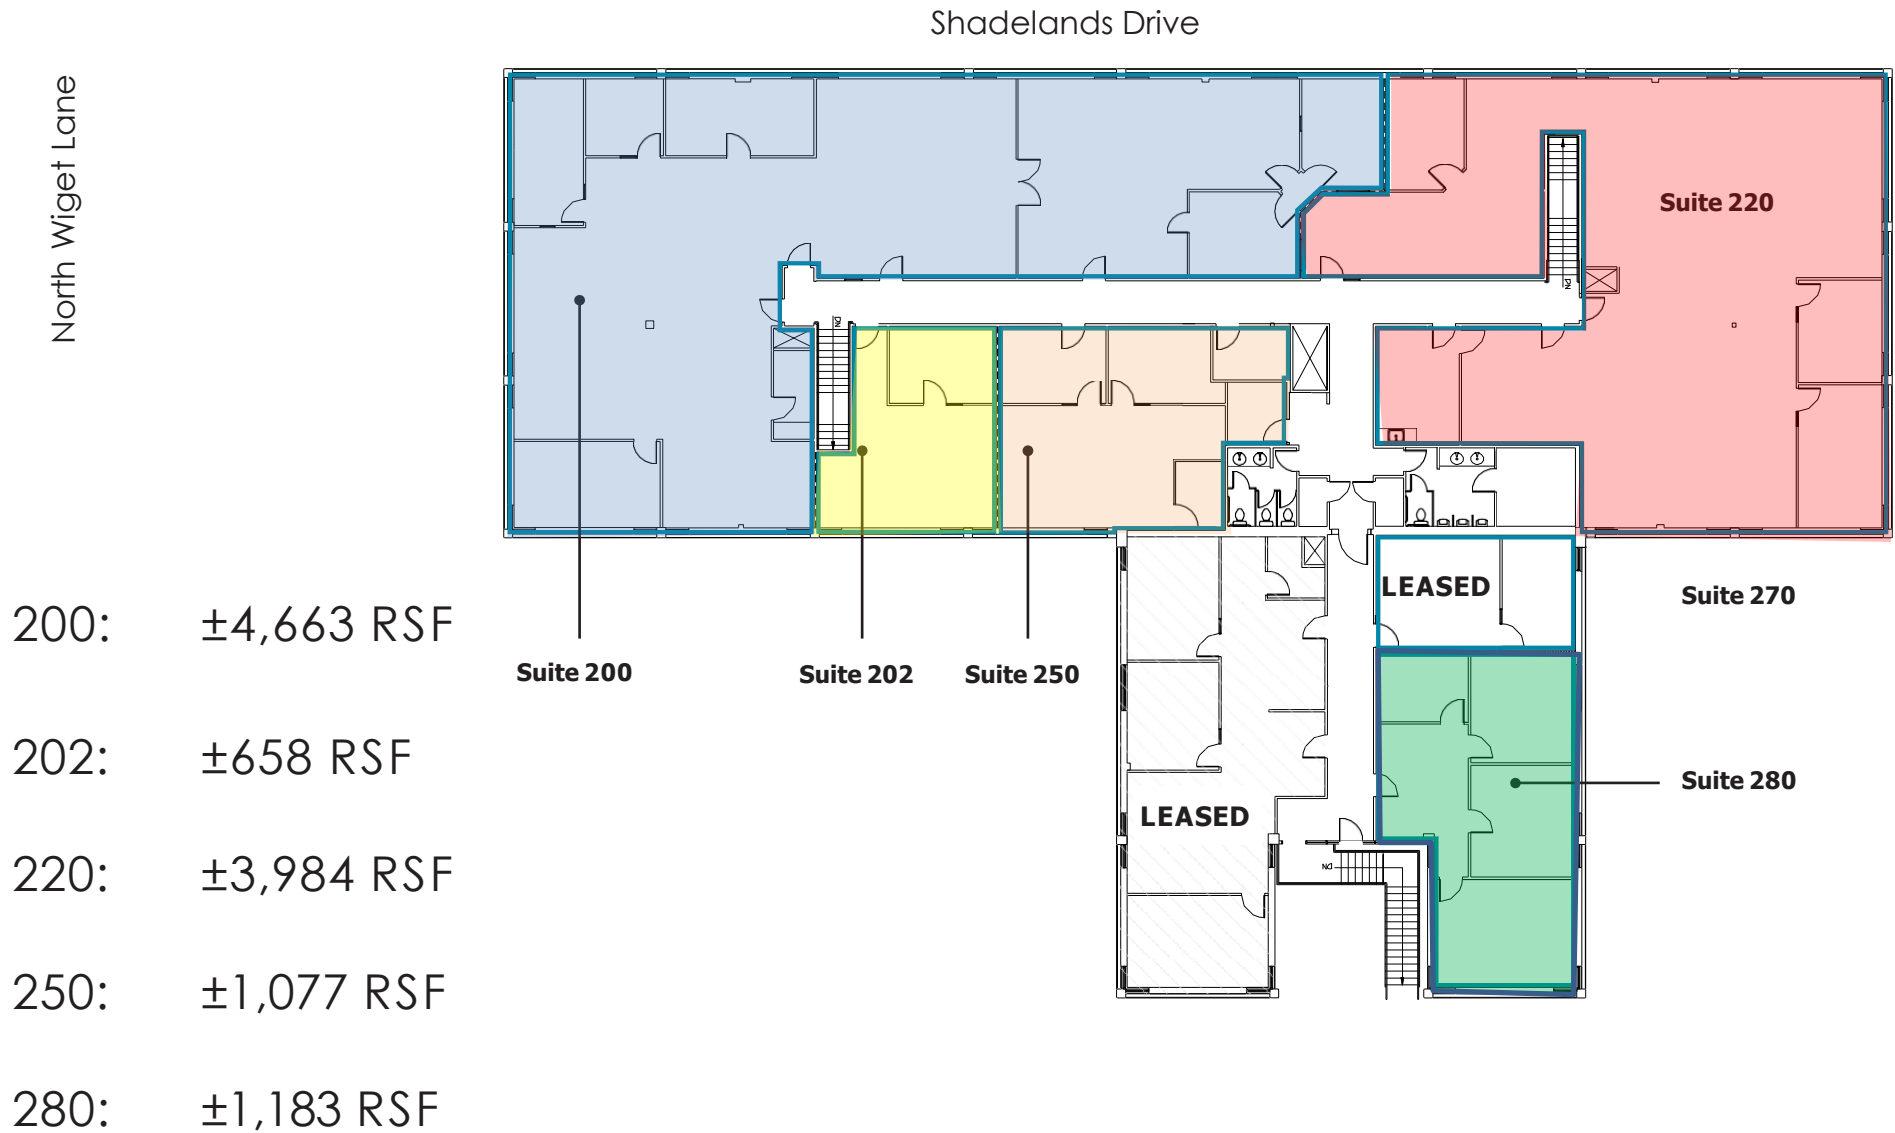 Shadelands Drive
North Wiget Lane
Suite 220
DN
DN
LEASED
Suite 270
200: ±4,663 RSF
Suite 200
Suite 202
Suite 250
202: ±658 RSF
Suite 280
LEASED
220: ±3,984 RSF
DN
250: ±1,077 RSF
280: ±1,183 RSF